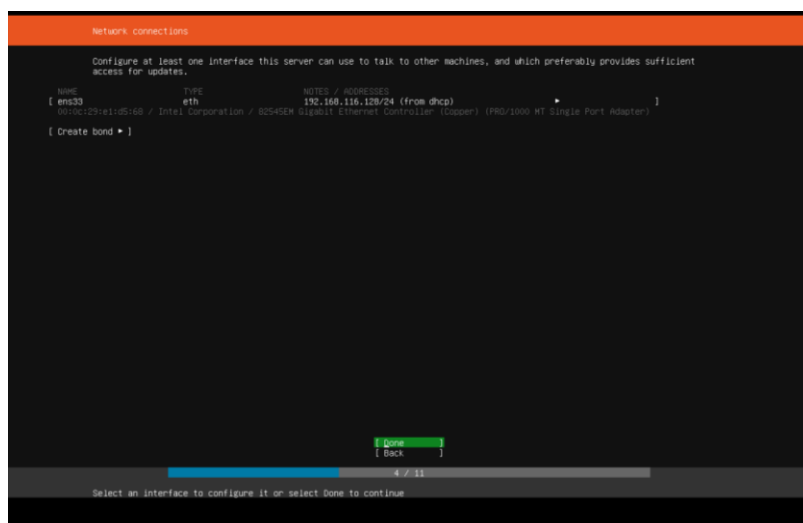 Network connections
Configure at least one interface this server can use to talk to other machines, and which preferably provides sufficient
access for updates.
NAME TYPE NOTES / ADDRESSES
[ ens33 eth 192.168.116.128/24 (from dhcp) ▸ ]
00:0c:29:e1:d5:68 / Intel Corporation / 82545EM Gigabit Ethernet Controller (Copper) (PRO/1000 MT Single Port Adapter)
[ Create bond ▸ ]
[ Done ]
[ Back ]
4 / 11
Select an interface to configure it or select Done to continue